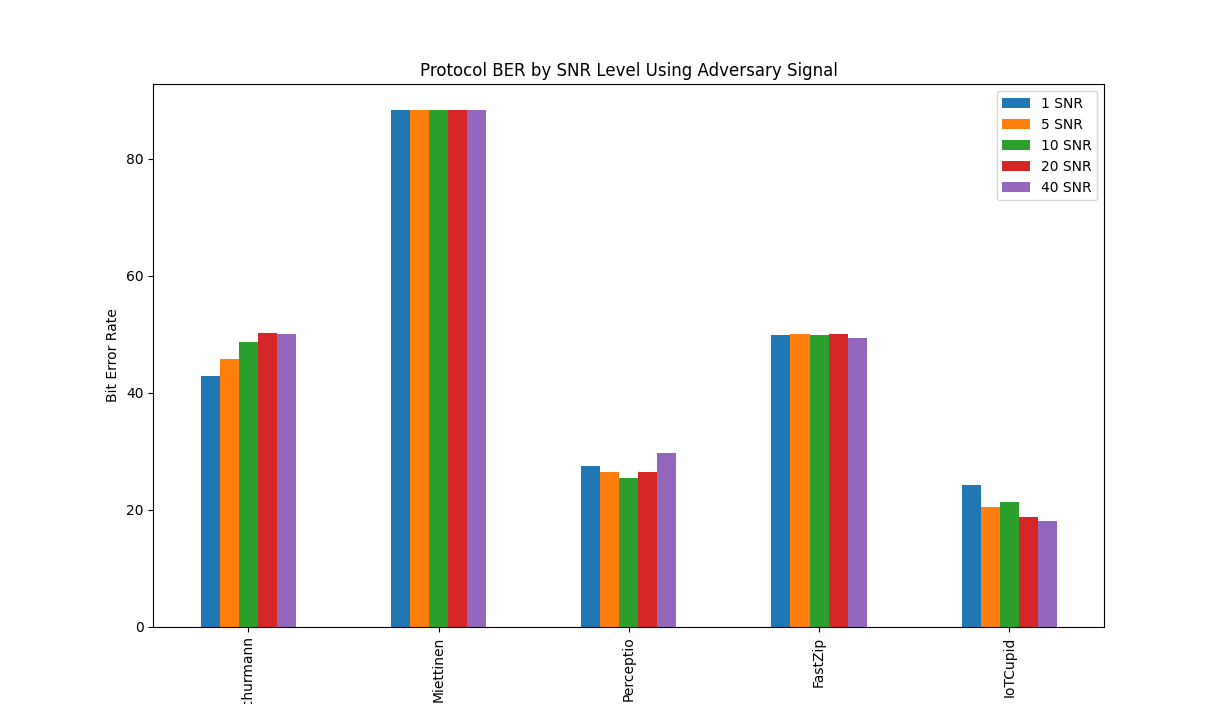 Protocol BER by SNR Level Using Adversary Signal
1 SNR
5 SNR
10 SNR
20 SNR
40 SNR
Bit Error Rate
80
60
40
20
0
churmann
Miettinen
Perceptio
FastZip
IoTCupid